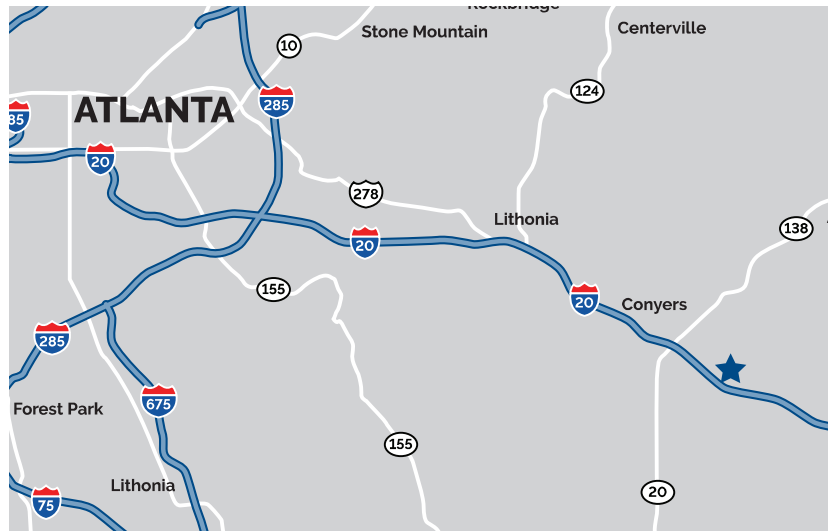 Rockbridge
Stone Mountain
Centerville
10
124
285
ATLANTA
85
20
278
Lithonia
138
20
155
20
Conyers
285
Forest Park
675
155
Lithonia
75
20